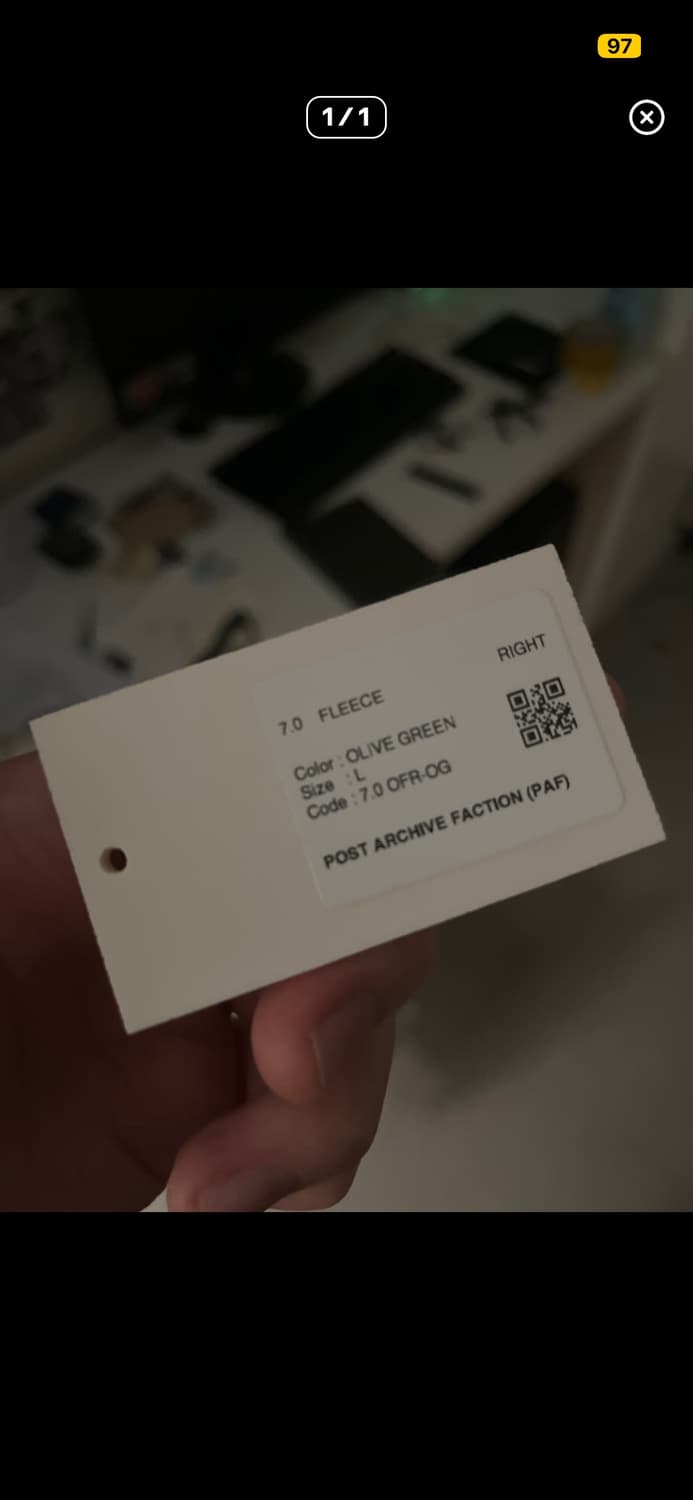 97
1/1
RIGHT
7.0 FLEECE
Color : OLIVE GREEN
Size : L
Code : 7.0 OFR-OG
POST ARCHIVE FACTION (PAF)